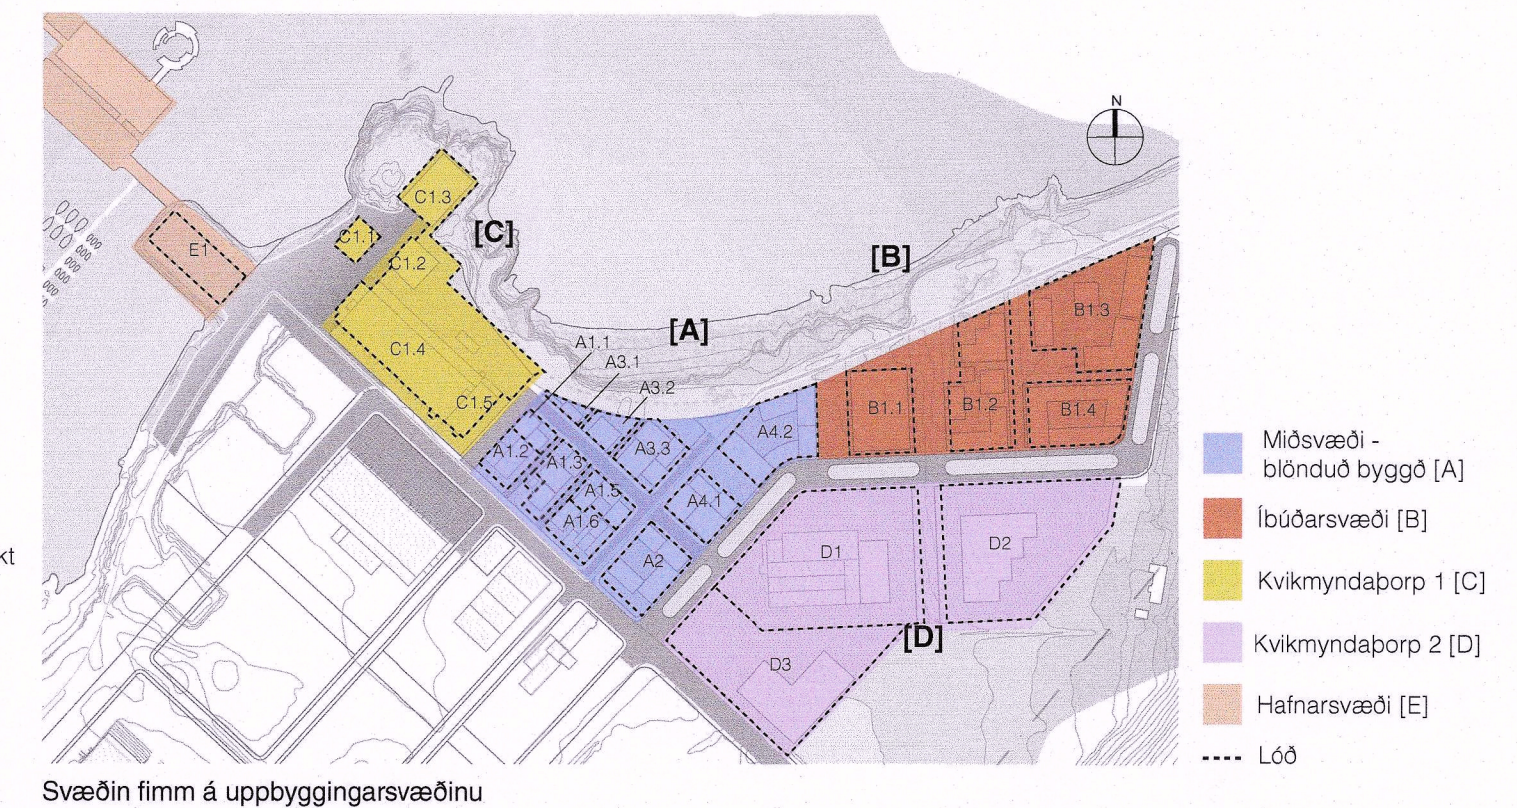 N
C1.3
[C]
C1.1
E1
C1.2
[B]
B1.3
[A]
A1.1
C1.4
A3.1
A3.2
C1.5
B1.1
B1.2
B1.4
A4.2
A3.3
A1.2
A1.3
A1.5
A4.1
A1.6
A2
D1
D2
[D]
D3
Miðsvæði -
blönduð byggð [A]
Íbúðarsvæði [B]
Kvikmyndaþorp 1 [C]
Kvikmyndaþorp 2 [D]
Hafnarsvæði [E]
Lóð
kt
Svæðin fimm á uppbyggingarsvæðinu